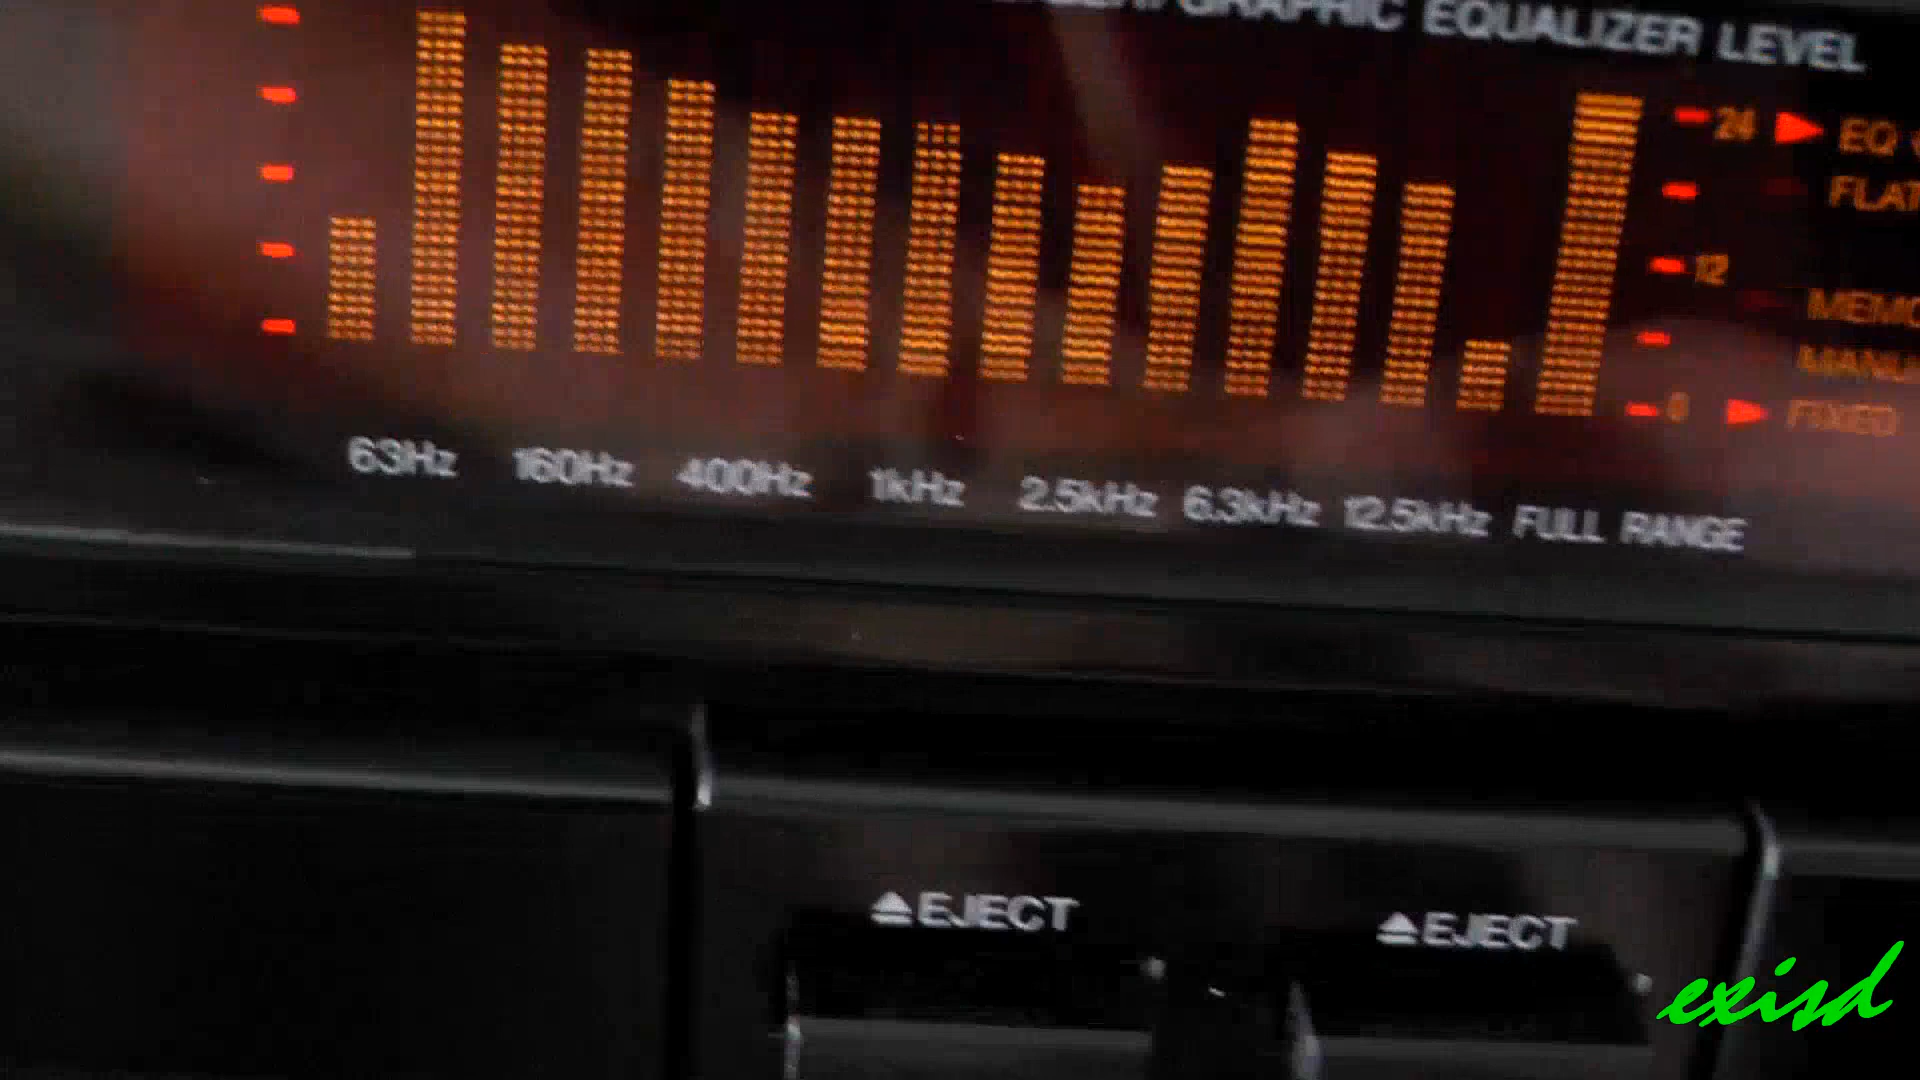 GRAPHIC EQUALIZER LEVEL
24 EQ
FLAT
12
0 FIXED
63Hz 160Hz 400Hz 1kHz 2.5kHz 6.3kHz 12.5kHz FULL RANGE
EJECT EJECT
exisd